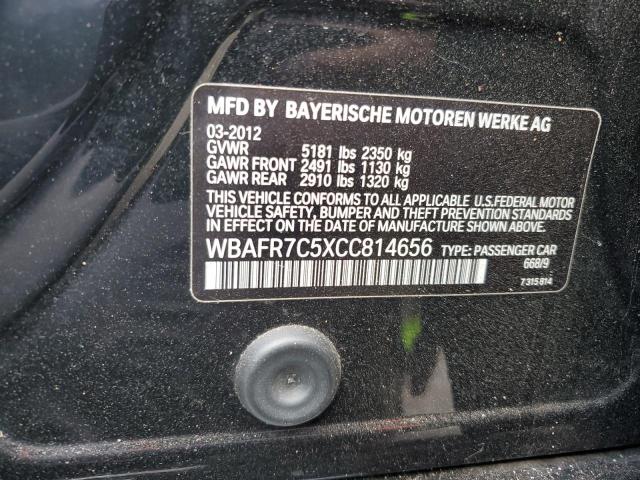 MFD BY BAYERISCHE MOTOREN WERKE AG
03-2012
GVWR 5181 lbs 2350 kg
GAWR FRONT 2491 lbs 1130 kg
GAWR REAR 2910 lbs 1320 kg
THIS VEHICLE CONFORMS TO ALL APPLICABLE U.S.FEDERAL MOTOR
VEHICLE SAFETY, BUMPER AND THEFT PREVENTION STANDARDS
IN EFFECT ON THE DATE OF MANUFACTURE SHOWN ABOVE.
WBAFR7C5XCC814656 TYPE: PASSENGER CAR
668/9
7315814